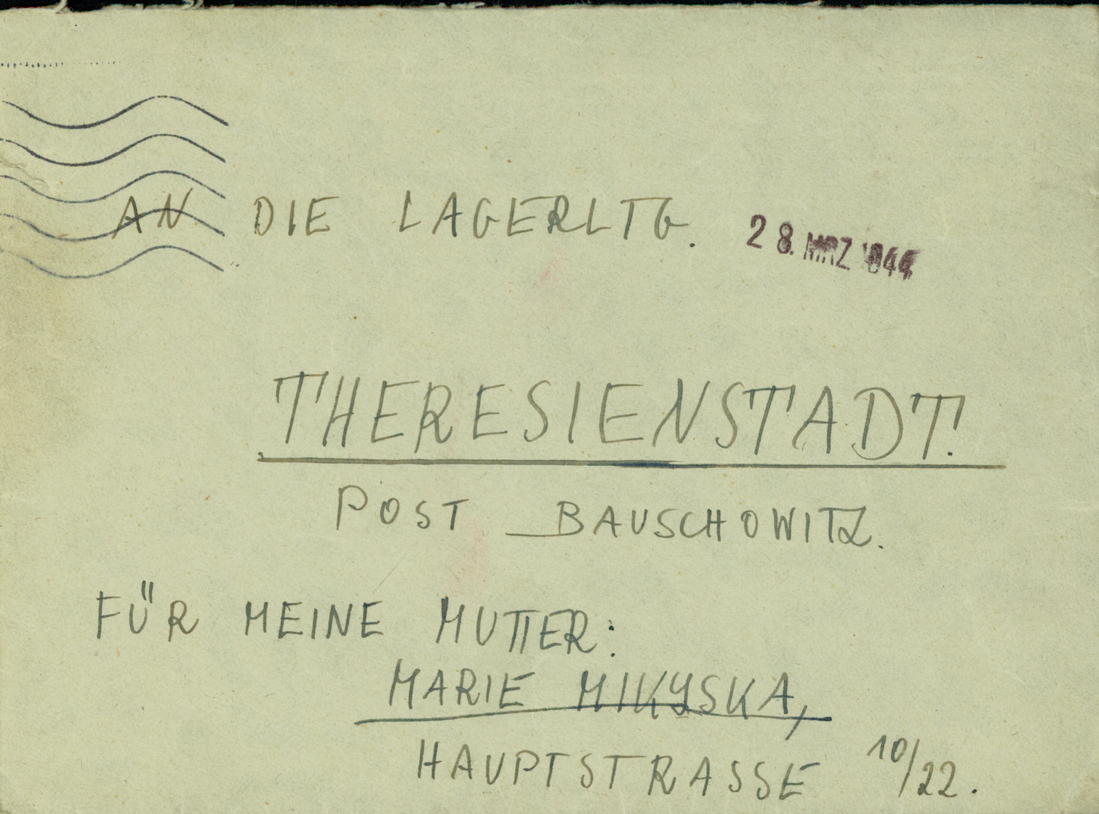 AN DIE LAGERLTG. 28. MRZ 1944
THERESIENSTADT.
POST BAUSCHOWITZ.
FÜR MEINE MUTTER:
MARIE MIKYSKA,
HAUPTSTRASSE 10/22.